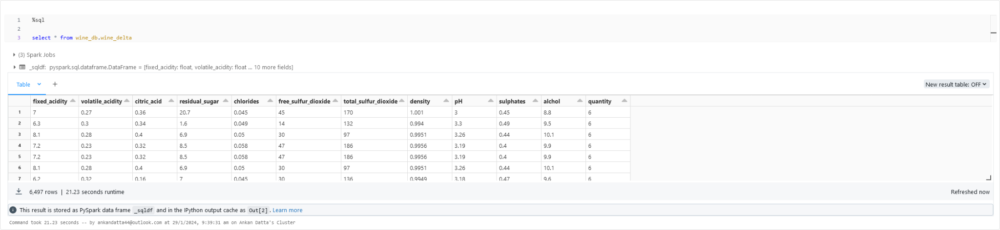 1 %sql
2
3 select * from wine_db.wine_delta
(3) Spark Jobs
_sqldf: pyspark.sql.dataframe.DataFrame = [fixed_acidity: float, volatile_acidity: float ... 10 more fields]
Table +
New result table: OFF
fixed_acidity volatile_acidity citric_acid residual_sugar chlorides free_sulfur_dioxide total_sulfur_dioxide density pH sulphates alchol quantity
1 7 0.27 0.36 20.7 0.045 45 170 1.001 3 0.45 8.8 6
2 6.3 0.3 0.34 1.6 0.049 14 132 0.994 3.3 0.49 9.5 6
3 8.1 0.28 0.4 6.9 0.05 30 97 0.9951 3.26 0.44 10.1 6
4 7.2 0.23 0.32 8.5 0.058 47 186 0.9956 3.19 0.4 9.9 6
5 7.2 0.23 0.32 8.5 0.058 47 186 0.9956 3.19 0.4 9.9 6
6 8.1 0.28 0.4 6.9 0.05 30 97 0.9951 3.26 0.44 10.1 6
7 6.2 0.32 0.16 7 0.045 30 136 0.9949 3.18 0.47 9.6 6
6,497 rows | 21.23 seconds runtime
Refreshed now
This result is stored as PySpark data frame _sqldf and in the IPython output cache as Out[2]. Learn more
Command took 21.23 seconds -- by ankandatta44@outlook.com at 29/1/2024, 9:39:31 am on Ankan Datta's Cluster